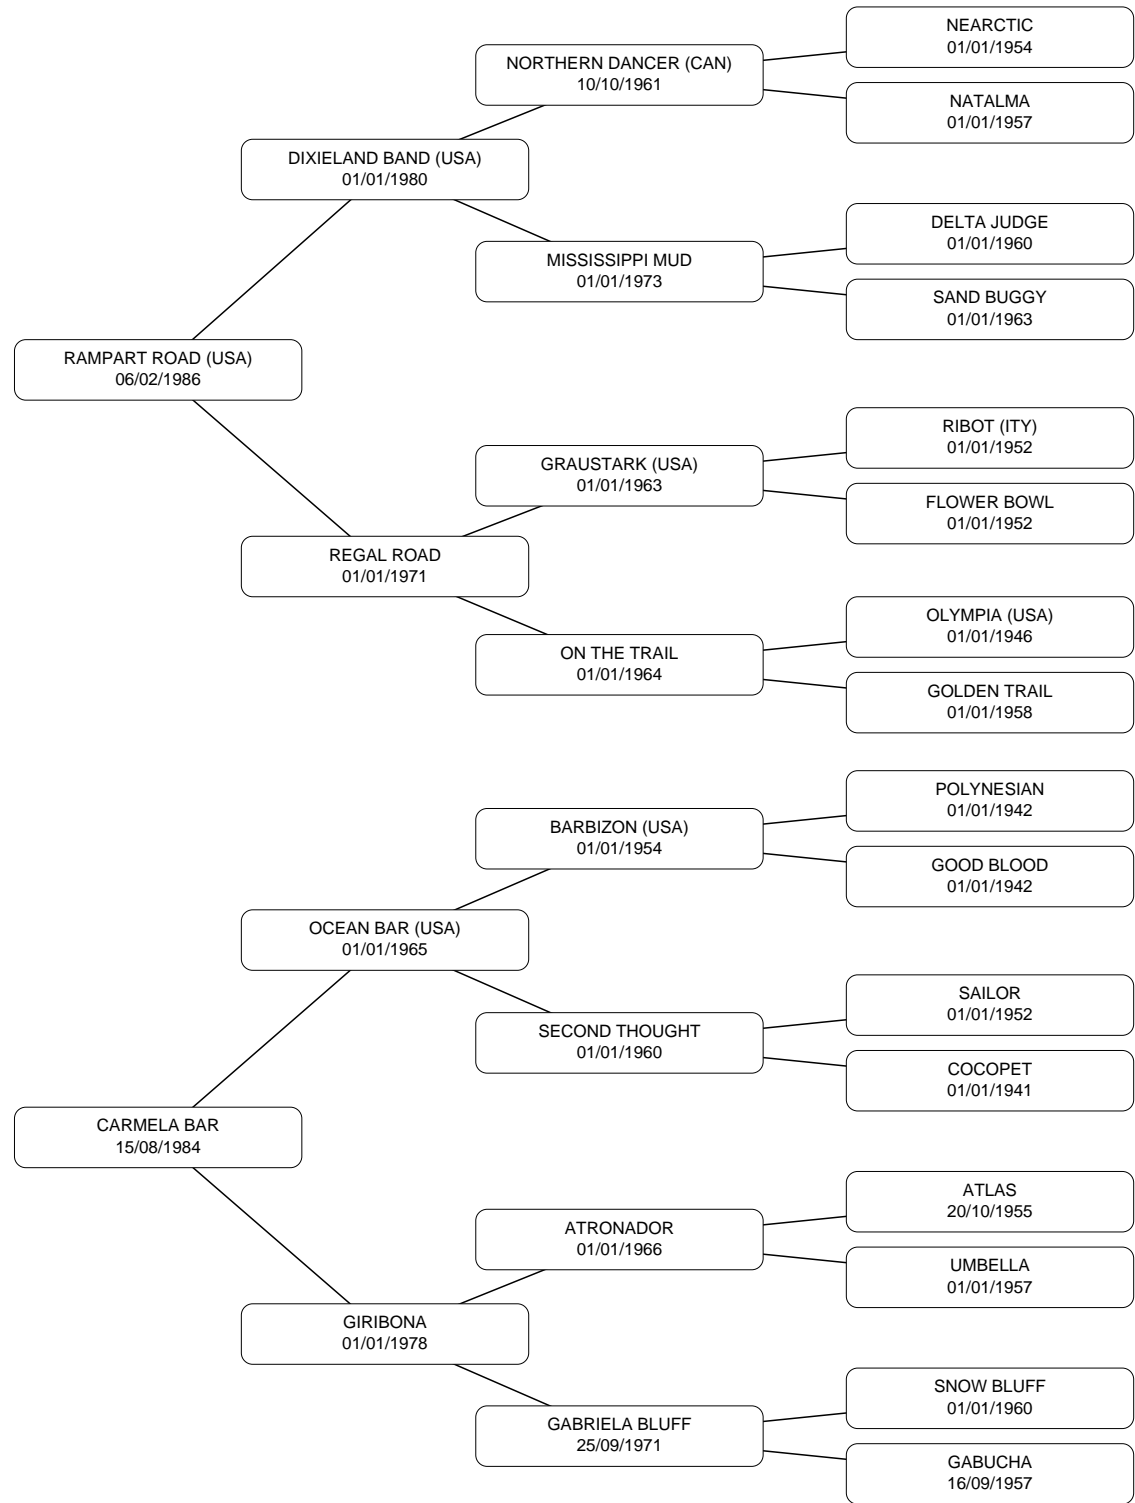 NEARCTIC
01/01/1954
NORTHERN DANCER (CAN)
10/10/1961
NATALMA
01/01/1957
DIXIELAND BAND (USA)
01/01/1980
DELTA JUDGE
01/01/1960
MISSISSIPPI MUD
01/01/1973
SAND BUGGY
01/01/1963
RAMPART ROAD (USA)
06/02/1986
RIBOT (ITY)
01/01/1952
GRAUSTARK (USA)
01/01/1963
FLOWER BOWL
01/01/1952
REGAL ROAD
01/01/1971
OLYMPIA (USA)
01/01/1946
ON THE TRAIL
01/01/1964
GOLDEN TRAIL
01/01/1958
POLYNESIAN
01/01/1942
BARBIZON (USA)
01/01/1954
GOOD BLOOD
01/01/1942
OCEAN BAR (USA)
01/01/1965
SAILOR
01/01/1952
SECOND THOUGHT
01/01/1960
COCOPET
01/01/1941
CARMELA BAR
15/08/1984
ATLAS
20/10/1955
ATRONADOR
01/01/1966
UMBELLA
01/01/1957
GIRIBONA
01/01/1978
SNOW BLUFF
01/01/1960
GABRIELA BLUFF
25/09/1971
GABUCHA
16/09/1957